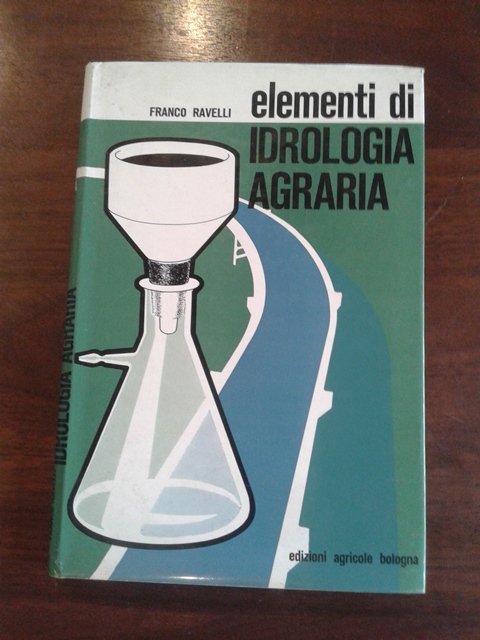 FRANCO RAVELLI
elementi di
IDROLOGIA
AGRARIA
edizioni agricole bologna
IDROLOGIA AGRARIA